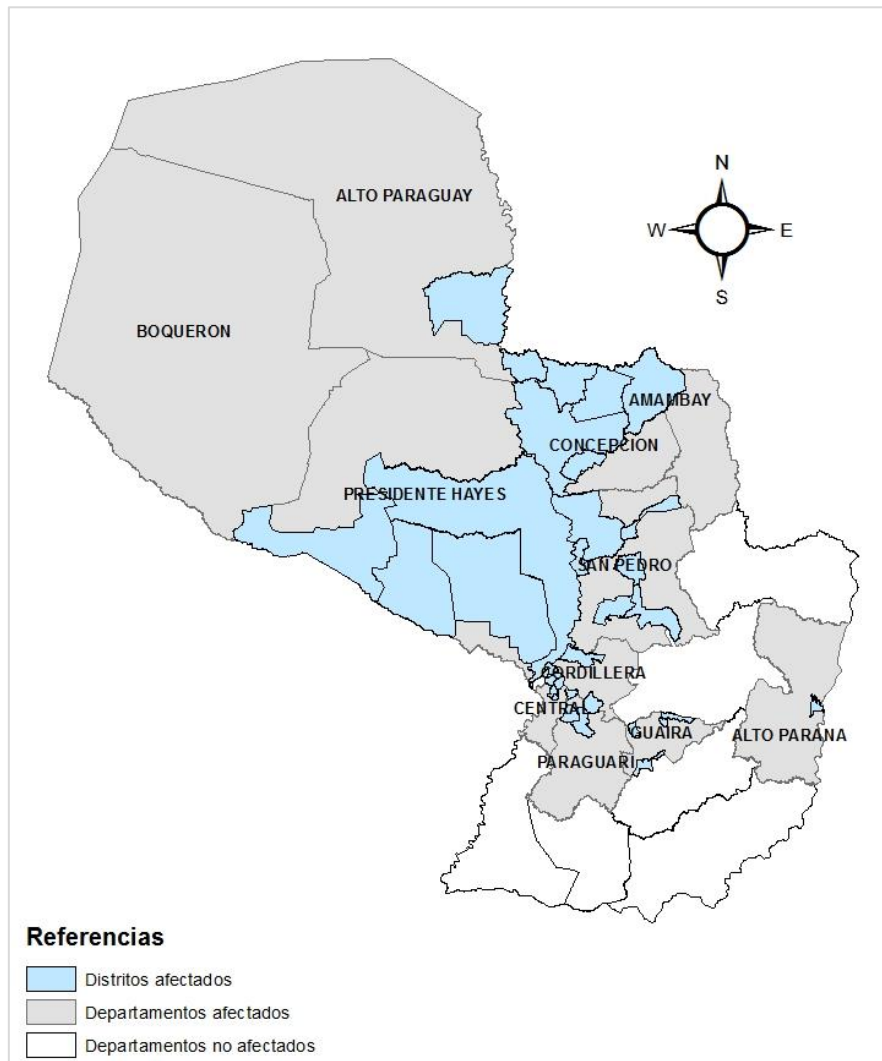 ALTO PARAGUAY
N
W
E
S
BOQUERON
AMAMBAY
CONCEPCION
PRESIDENTE HAYES
SAN PEDRO
CORDILLERA
CENTRAL
GUAIRA
ALTO PARANA
PARAGUARI
Referencias
Distritos afectados
Departamentos afectados
Departamentos no afectados